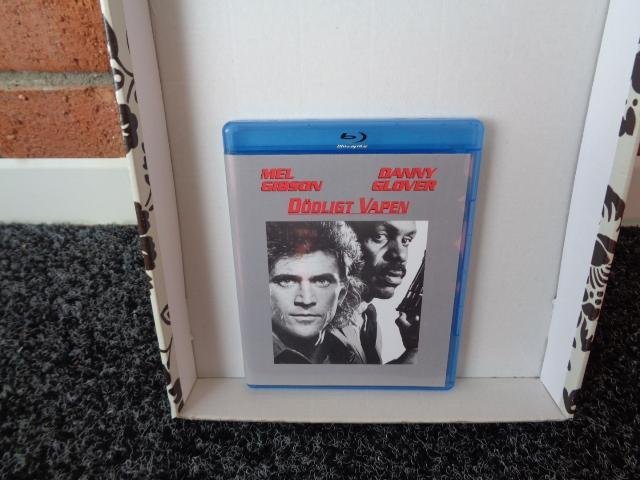 Blu-ray Disc
MEL GIBSON
DANNY GLOVER
DÖDLIGT VAPEN